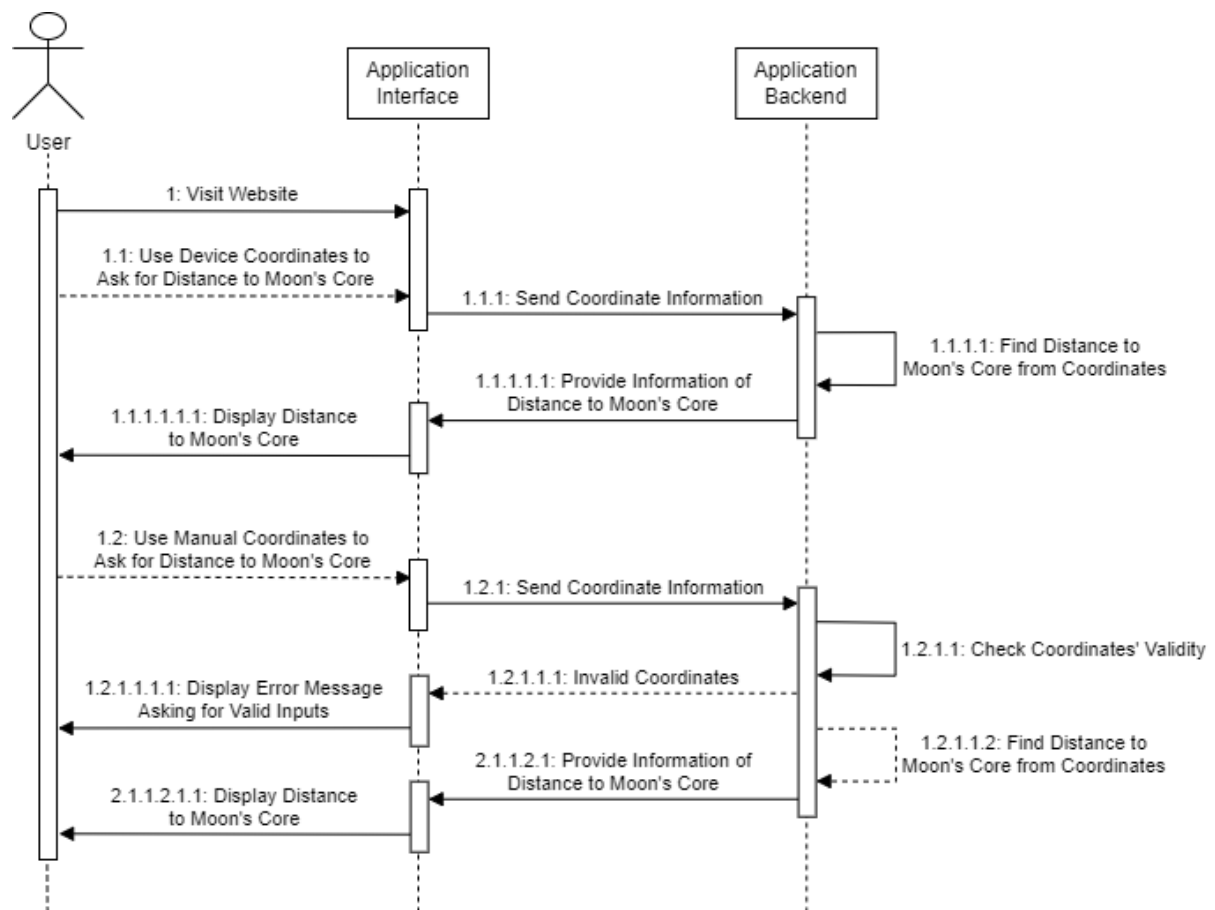 Application
Interface
Application
Backend
User
1: Visit Website
1.1: Use Device Coordinates to
Ask for Distance to Moon's Core
1.1.1: Send Coordinate Information
1.1.1.1: Find Distance to
Moon's Core from Coordinates
1.1.1.1.1: Provide Information of
Distance to Moon's Core
1.1.1.1.1.1: Display Distance
to Moon's Core
1.2: Use Manual Coordinates to
Ask for Distance to Moon's Core
1.2.1: Send Coordinate Information
1.2.1.1: Check Coordinates' Validity
1.2.1.1.1: Invalid Coordinates
1.2.1.1.1.1: Display Error Message
Asking for Valid Inputs
1.2.1.1.2: Find Distance to
Moon's Core from Coordinates
2.1.1.2.1: Provide Information of
Distance to Moon's Core
2.1.1.2.1.1: Display Distance
to Moon's Core